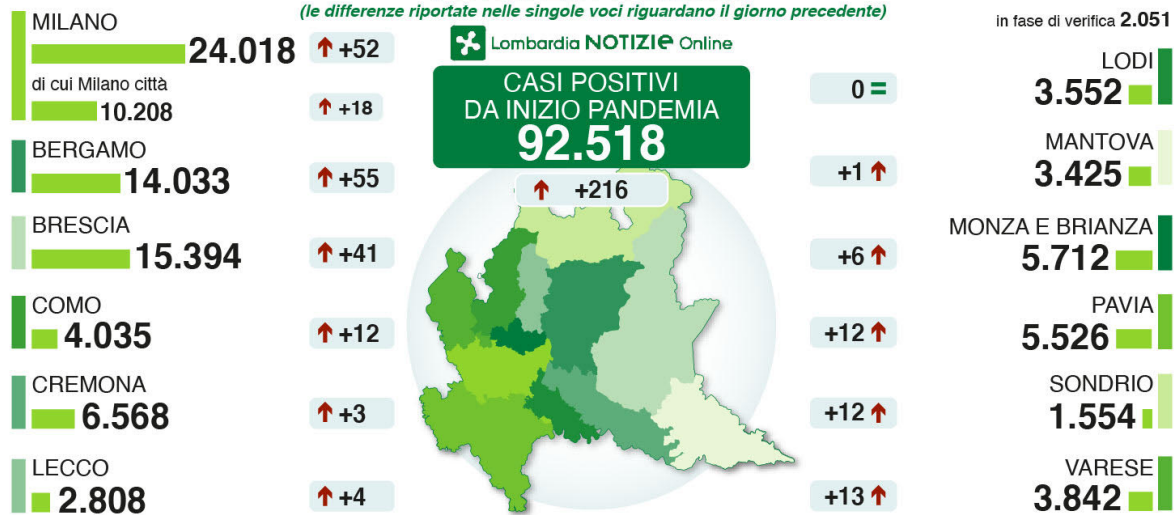 (le differenze riportate nelle singole voci riguardano il giorno precedente)
Lombardia NOTIZIE Online
CASI POSITIVI
DA INIZIO PANDEMIA
92.518
+216
MILANO
24.018 +52
di cui Milano città
10.208 +18
BERGAMO
14.033 +55
BRESCIA
15.394 +41
COMO
4.035 +12
CREMONA
6.568 +3
LECCO
2.808 +4
in fase di verifica 2.051
LODI
0 = 3.552
MANTOVA
+1 3.425
MONZA E BRIANZA
+6 5.712
PAVIA
+12 5.526
SONDRIO
+12 1.554
VARESE
+13 3.842